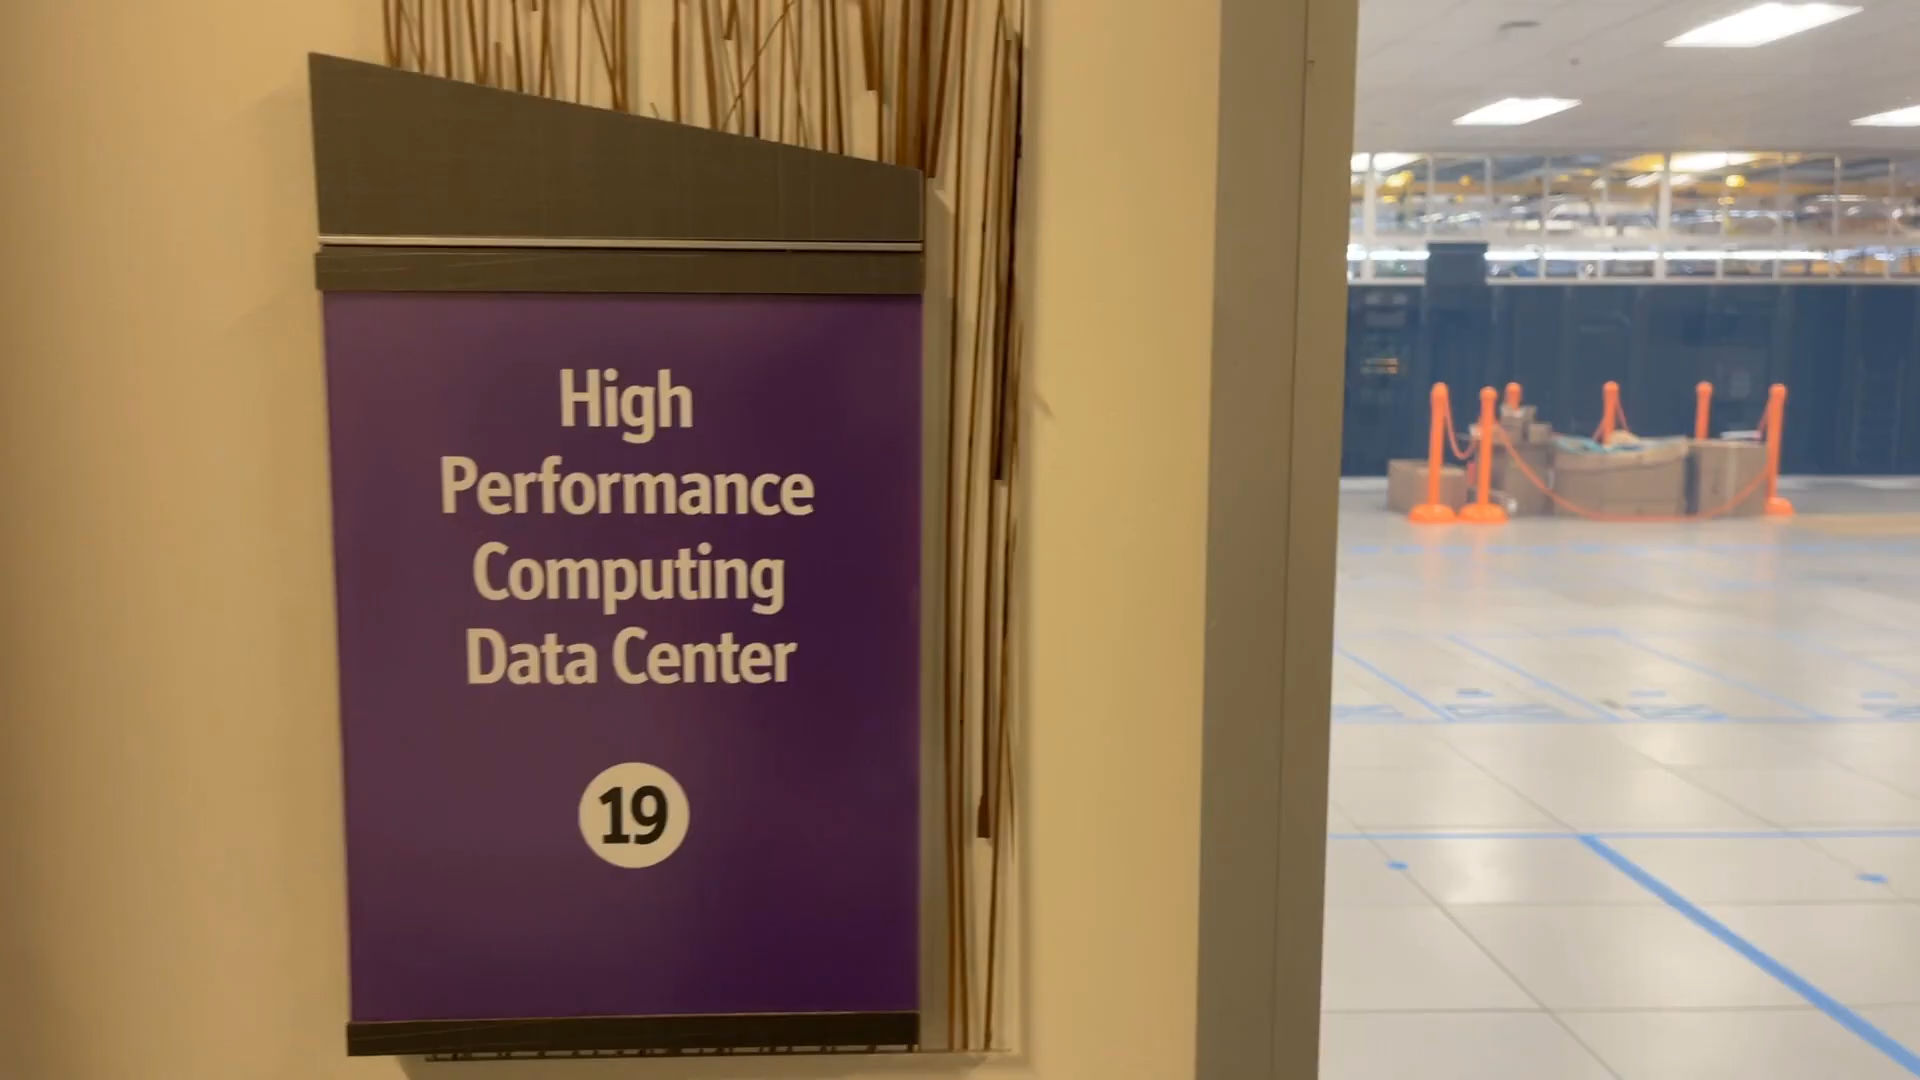 High
Performance
Computing
Data Center
19